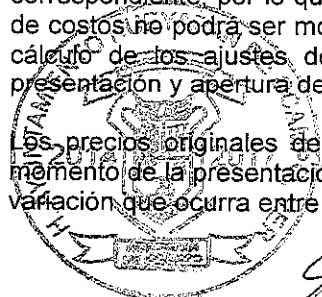 correspondiente, por lo que
de costos no podrá ser mo
cálculo de los ajustes de
presentación y apertura de
Los precios originales de
momento de la presentació
variación que ocurra entre